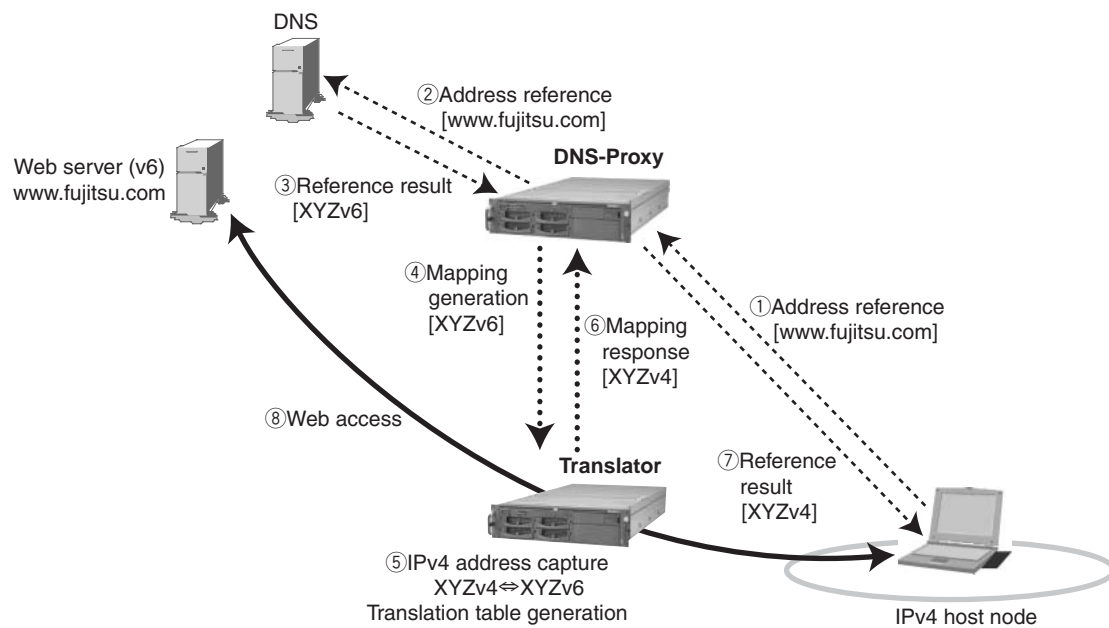 DNS
②Address reference
[www.fujitsu.com]
DNS-Proxy
Web server (v6)
www.fujitsu.com
③Reference result
[XYZv6]
④Mapping
generation
[XYZv6]
①Address reference
[www.fujitsu.com]
⑥Mapping
response
[XYZv4]
⑧Web access
Translator
⑦Reference
result
[XYZv4]
⑤IPv4 address capture
XYZv4⇔XYZv6
Translation table generation
IPv4 host node